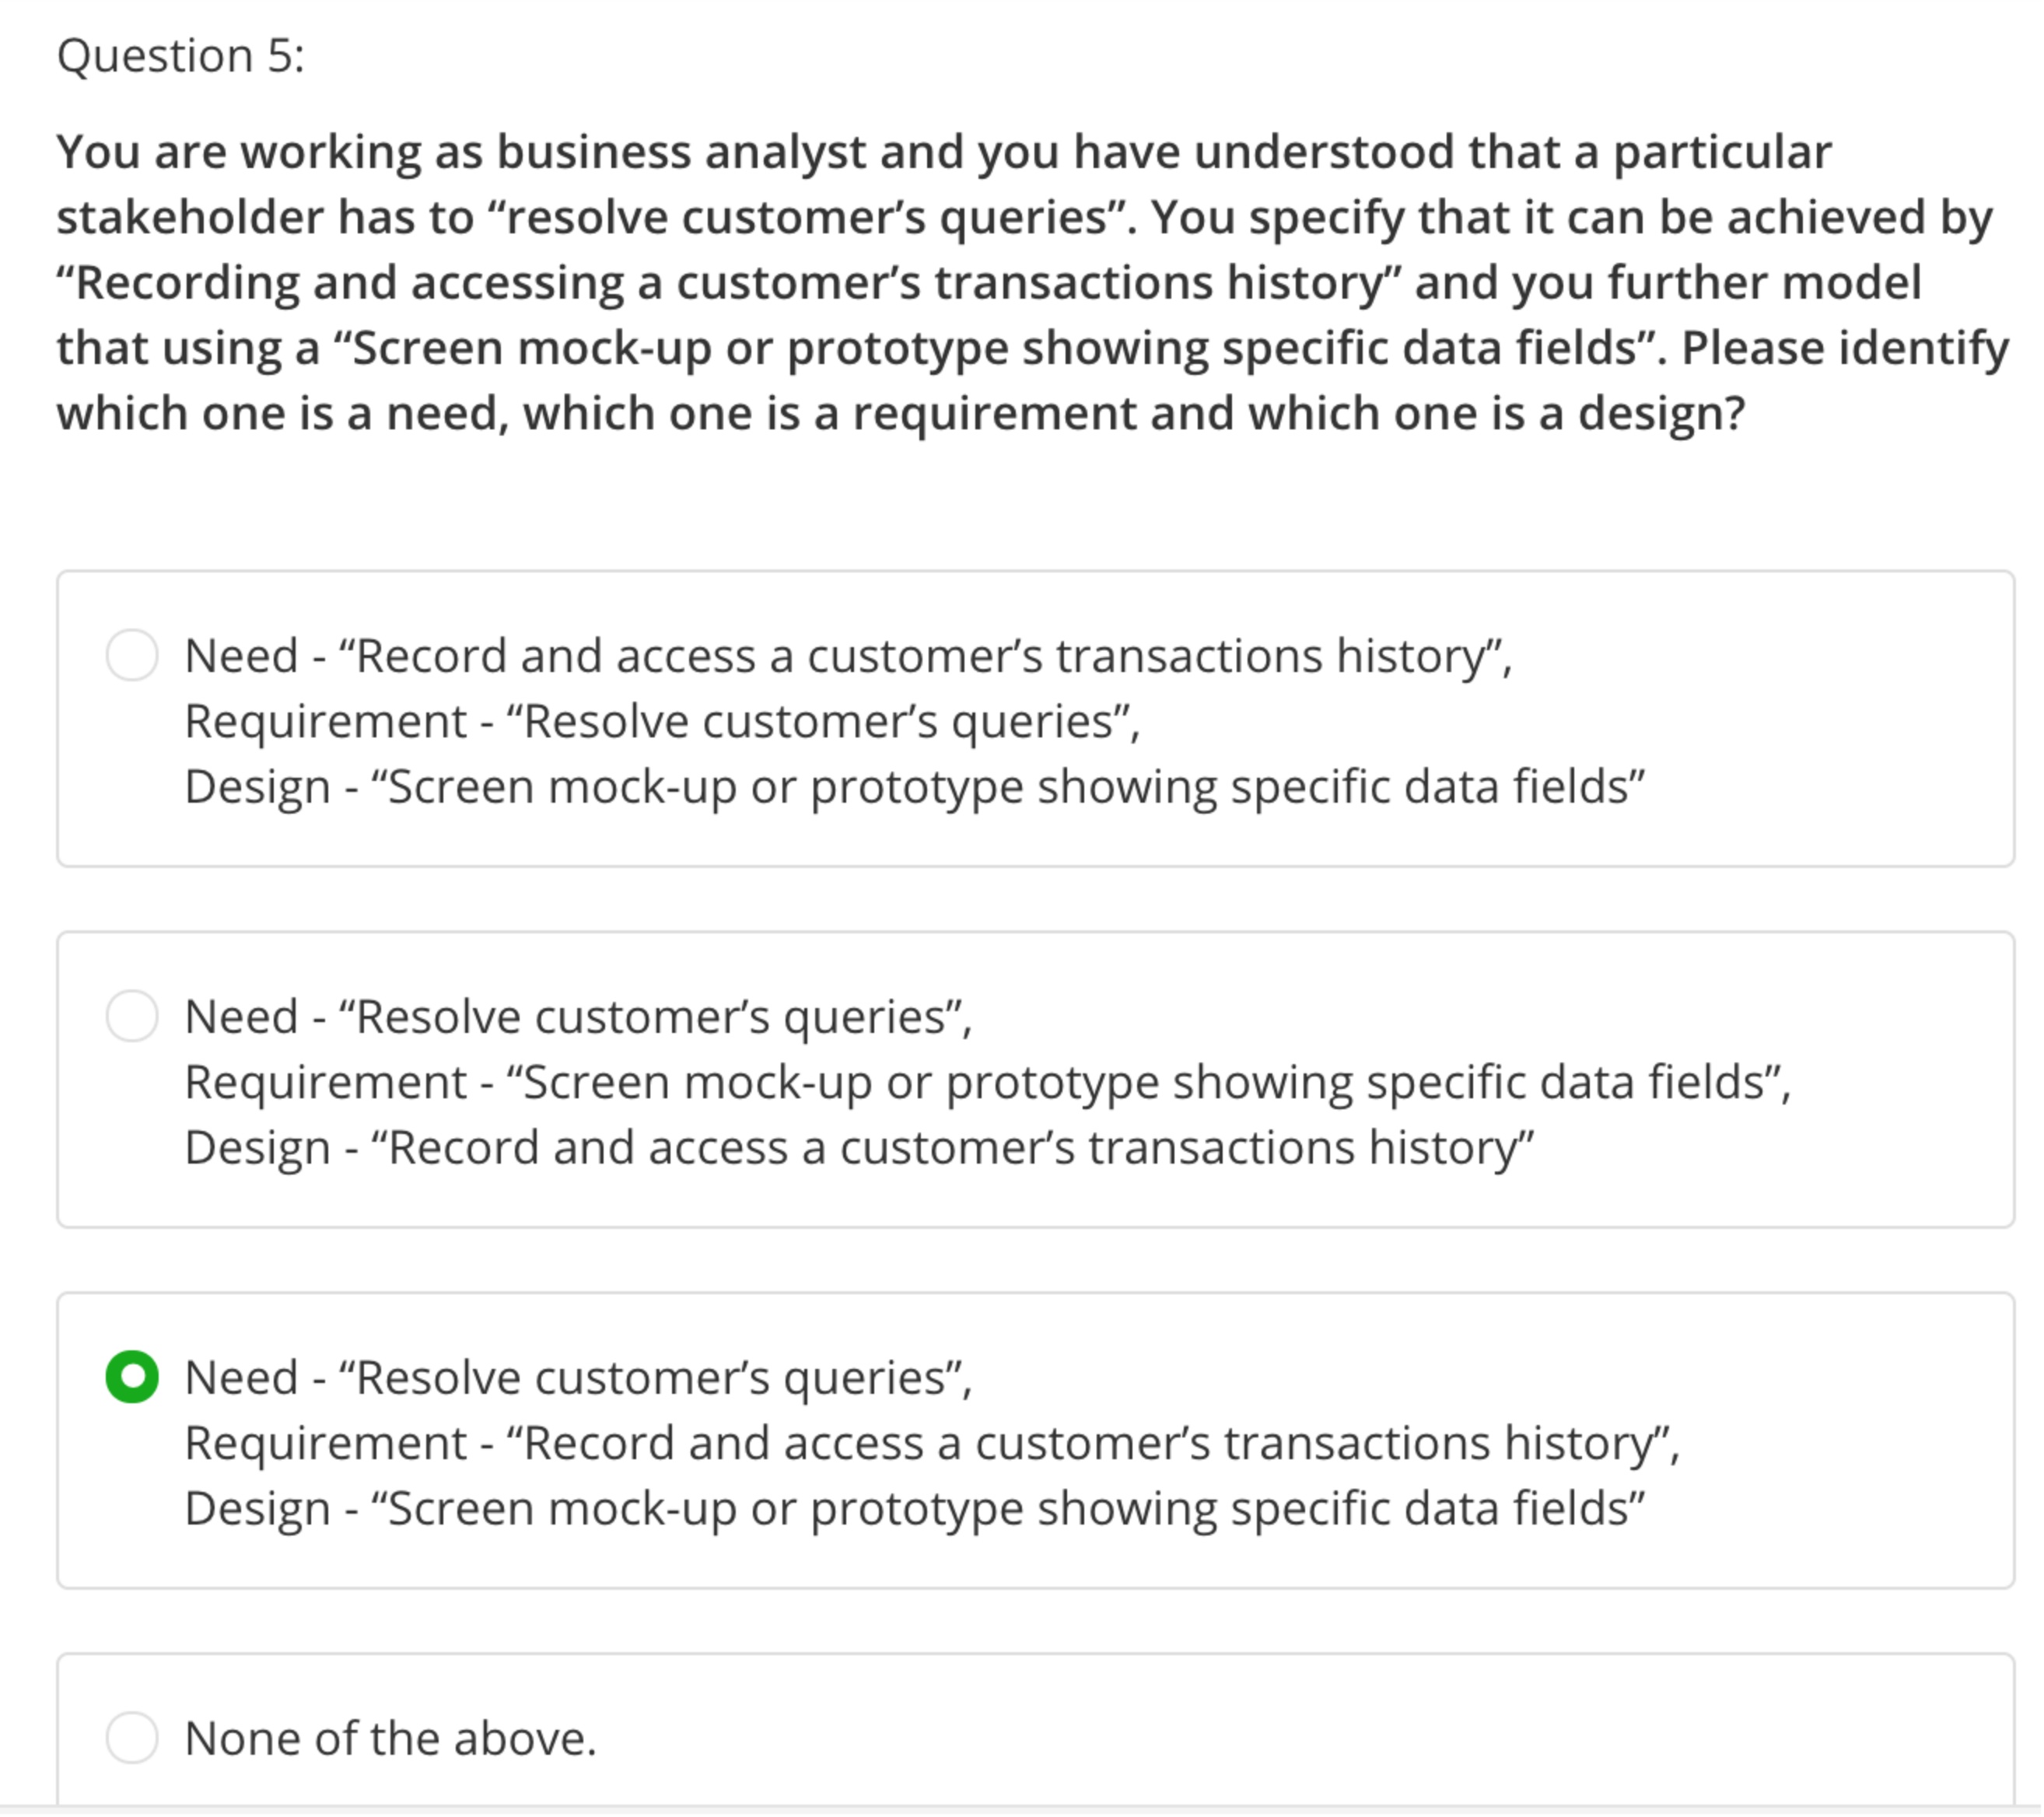 Question 5:
You are working as business analyst and you have understood that a particular
stakeholder has to “resolve customer’s queries”. You specify that it can be achieved by
“Recording and accessing a customer’s transactions history” and you further model
that using a “Screen mock-up or prototype showing specific data fields”. Please identify
which one is a need, which one is a requirement and which one is a design?
Need - “Record and access a customer’s transactions history”,
Requirement - “Resolve customer’s queries”,
Design - “Screen mock-up or prototype showing specific data fields”
Need - “Resolve customer’s queries”,
Requirement - “Screen mock-up or prototype showing specific data fields”,
Design - “Record and access a customer’s transactions history”
Need - “Resolve customer’s queries”,
Requirement - “Record and access a customer’s transactions history”,
Design - “Screen mock-up or prototype showing specific data fields”
None of the above.